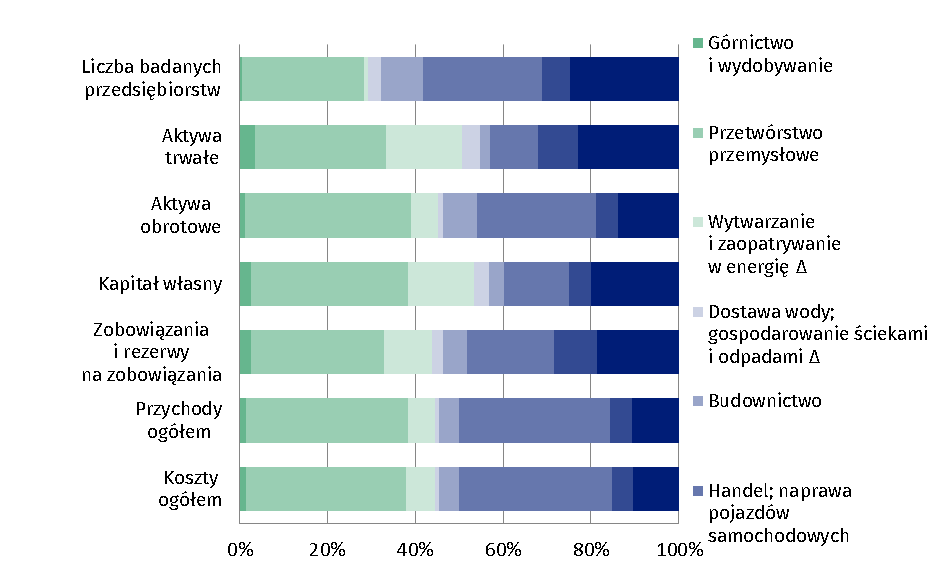 Liczba badanych
przedsiębiorstw
Aktywa
trwałe
Aktywa
obrotowe
Kapitał własny
Zobowiązania
i rezerwy
na zobowiązania
Przychody
ogółem
Koszty
ogółem
0%
20%
40%
60%
80%
100%
Górnictwo
i wydobywanie
Przetwórstwo
przemysłowe
Wytwarzanie
i zaopatrywanie
w energię Δ
Dostawa wody;
gospodarowanie ściekami
i odpadami Δ
Budownictwo
Handel; naprawa
pojazdów
samochodowych